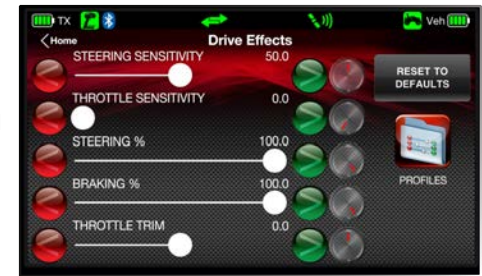 TX Veh
Home Drive Effects
STEERING SENSITIVITY 50.0
RESET TO
DEFAULTS
THROTTLE SENSITIVITY 0.0
STEERING % 100.0
BRAKING % 100.0
PROFILES
THROTTLE TRIM 0.0